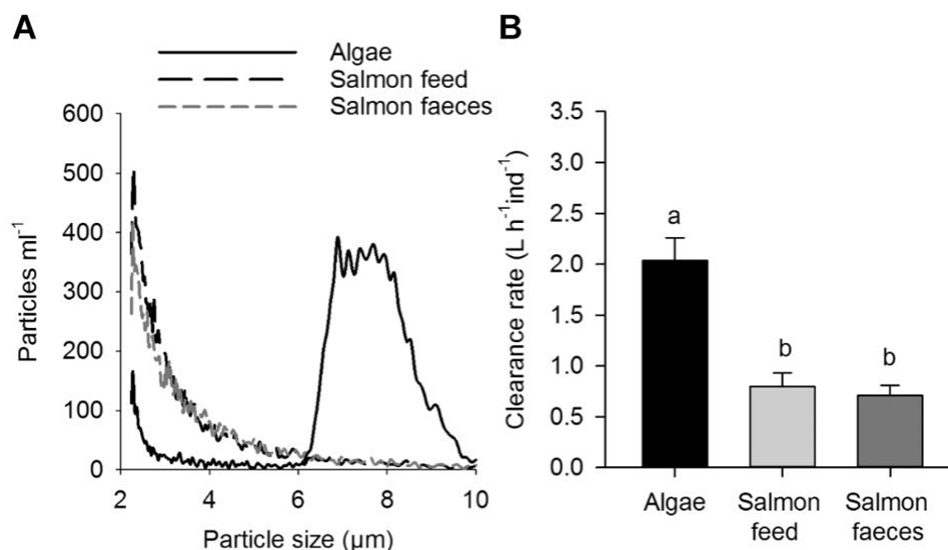 A
Algae
Salmon feed
Salmon faeces
Particles ml⁻¹
600
500
400
300
200
100
0
2
4
6
8
10
Particle size (µm)
B
Clearance rate (L h⁻¹ind⁻¹)
3.5
3.0
2.5
2.0
1.5
1.0
0.5
0.0
a
b
b
Algae
Salmon
feed
Salmon
faeces